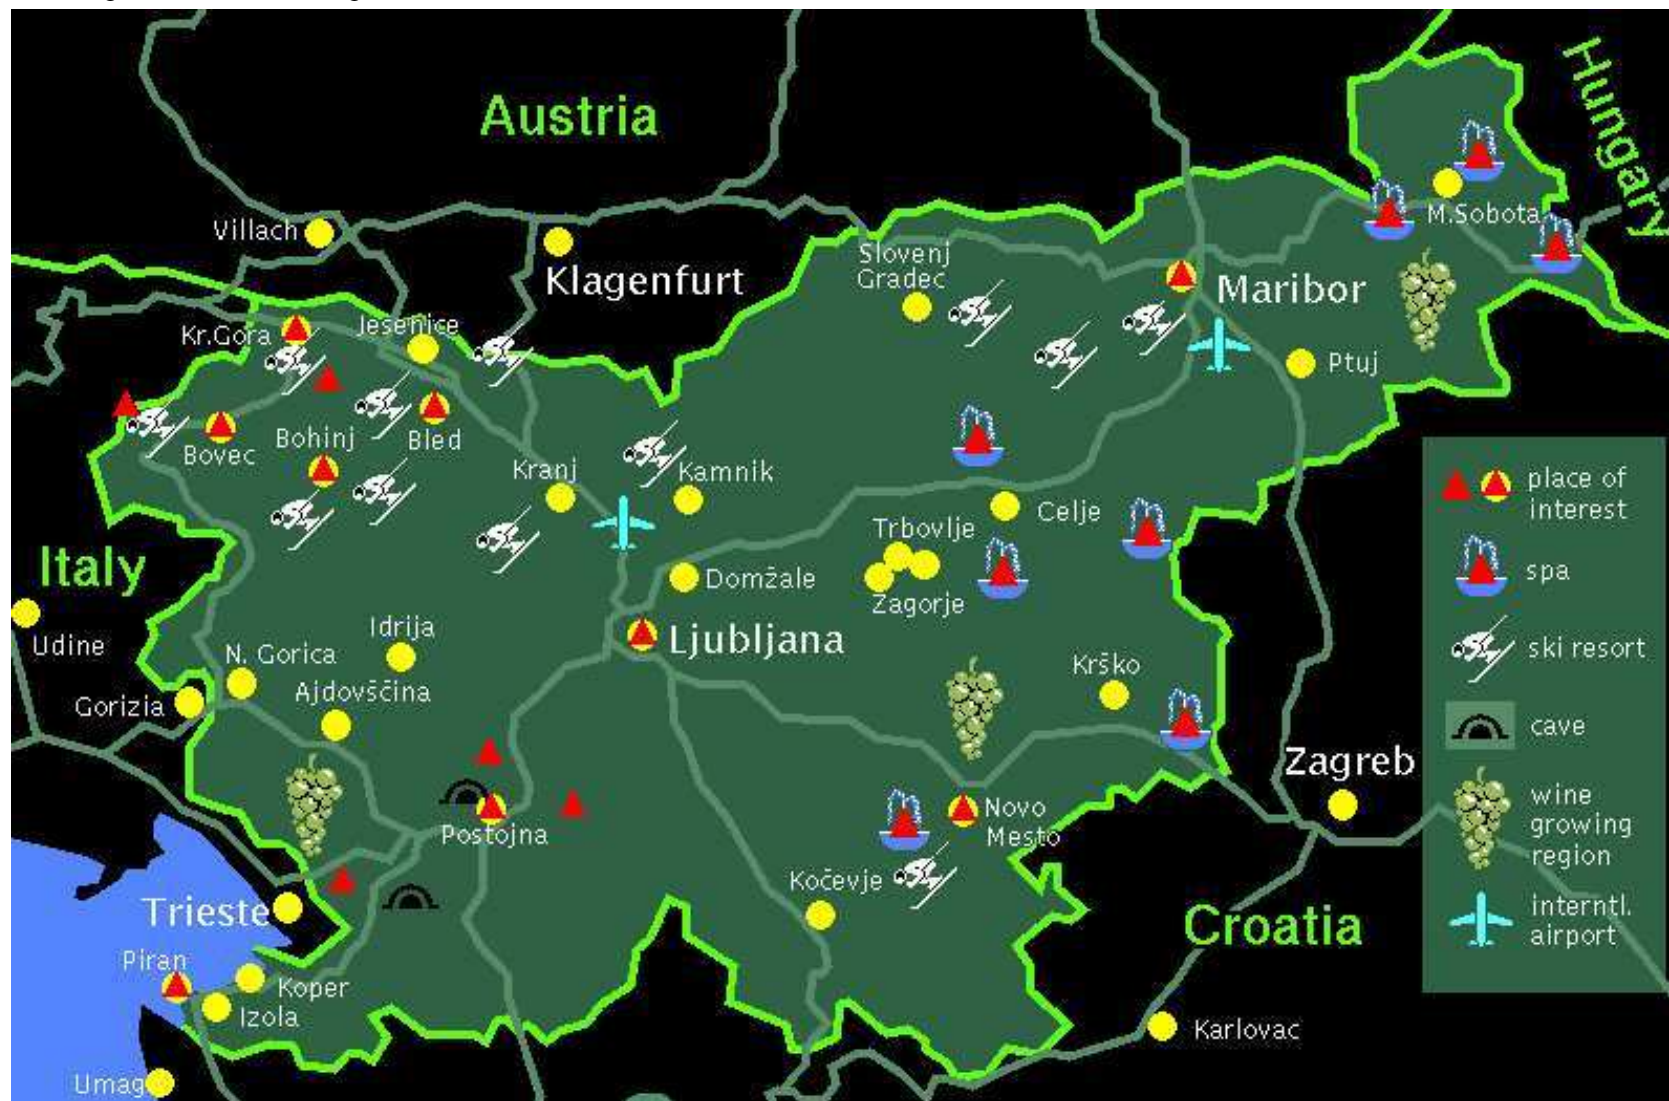 Austria
Hungary
Villach
Klagenfurt
Slovenj
Gradec
M.Sobota
Maribor
Kr.Gora
Jesenice
Ptuj
Bovec
Bohinj
Bled
Kranj
Kamnik
Celje
Trbovlje
Zagorje
Domžale
Italy
Udine
Idrija
Ljubljana
N. Gorica
Ajdovščina
Gorizia
Krško
Zagreb
Postojna
Novo
Mesto
Kočevje
Trieste
Croatia
Piran
Koper
Izola
Karlovac
Umag
place of
interest
spa
ski resort
cave
wine
growing
region
interntl.
airport